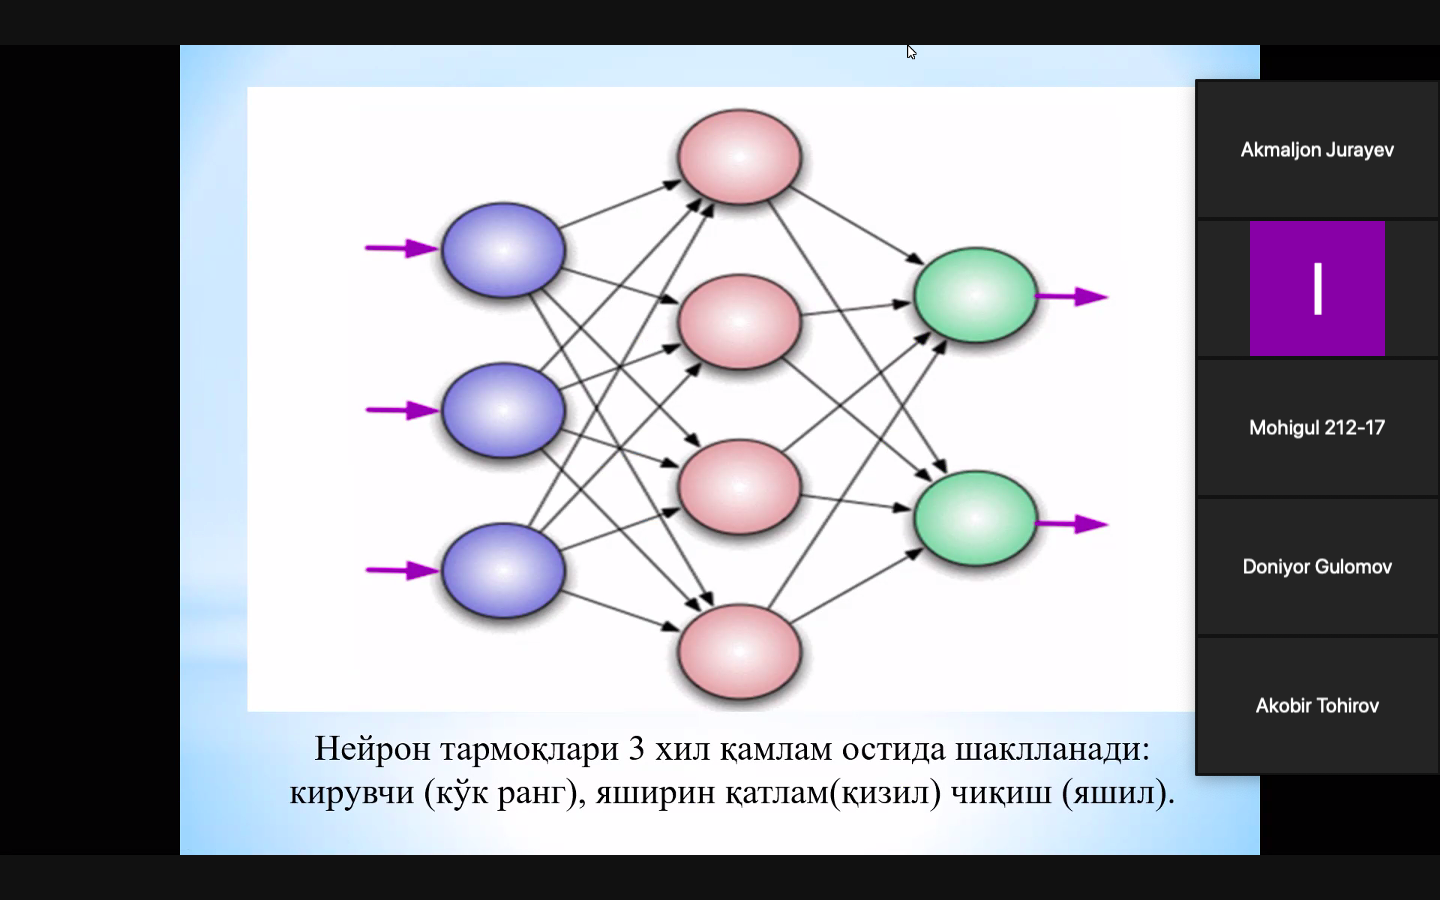 Нейрон тармоқлари 3 хил қамлам остида шаклланади:
кирувчи (кўк ранг), яширин қатлам(қизил) чиқиш (яшил).
Akmaljon Jurayev
I
Mohigul 212-17
Doniyor Gulomov
Akobir Tohirov